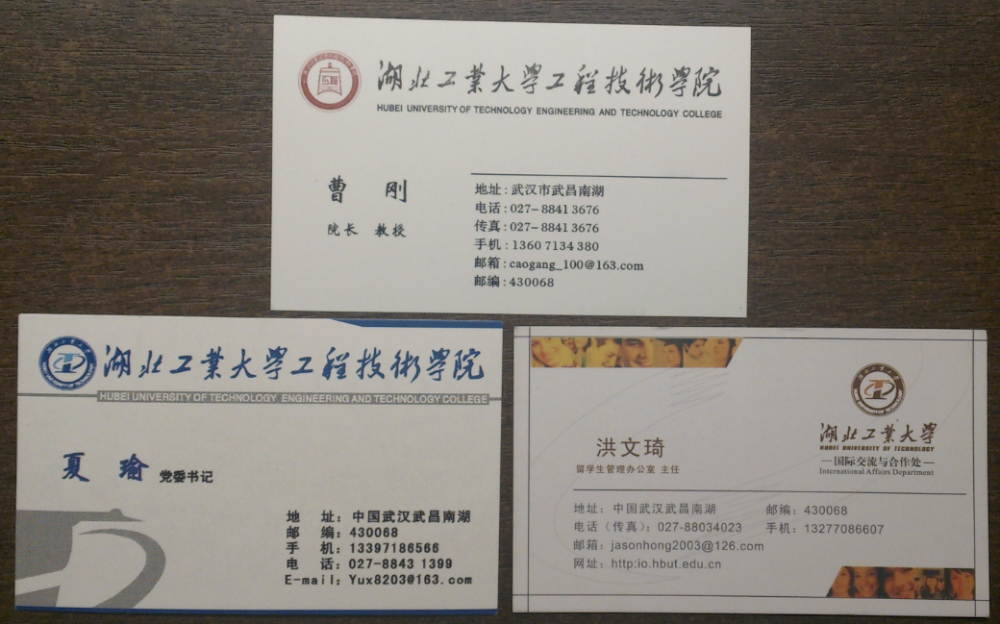 湖北工業大學工程技術學院
HUBEI UNIVERSITY OF TECHNOLOGY ENGINEERING AND TECHNOLOGY COLLEGE
曹 刚
院长 教授
地址:武汉市武昌南湖
电话:027-8841 3676
传真:027-8841 3676
手机:1360 7134 380
邮箱:caogang_100@163.com
邮编:430068
湖北工業大學工程技術學院
HUBEI UNIVERSITY OF TECHNOLOGY ENGINEERING AND TECHNOLOGY COLLEGE
夏 瑜 党委书记
地 址:中国武汉武昌南湖
邮 编:430068
手 机:13397186566
电 话:027-8843 1399
E-mail:Yux8203@163.com
湖北工業大學
HUBEI UNIVERSITY OF TECHNOLOGY
—国际交流与合作处—
International Affairs Department
洪文琦
留学生管理办公室 主任
地址:中国武汉武昌南湖 邮编:430068
电话(传真):027-88034023 手机:13277086607
邮箱:jasonhong2003@126.com
网址:http:io.hbut.edu.cn